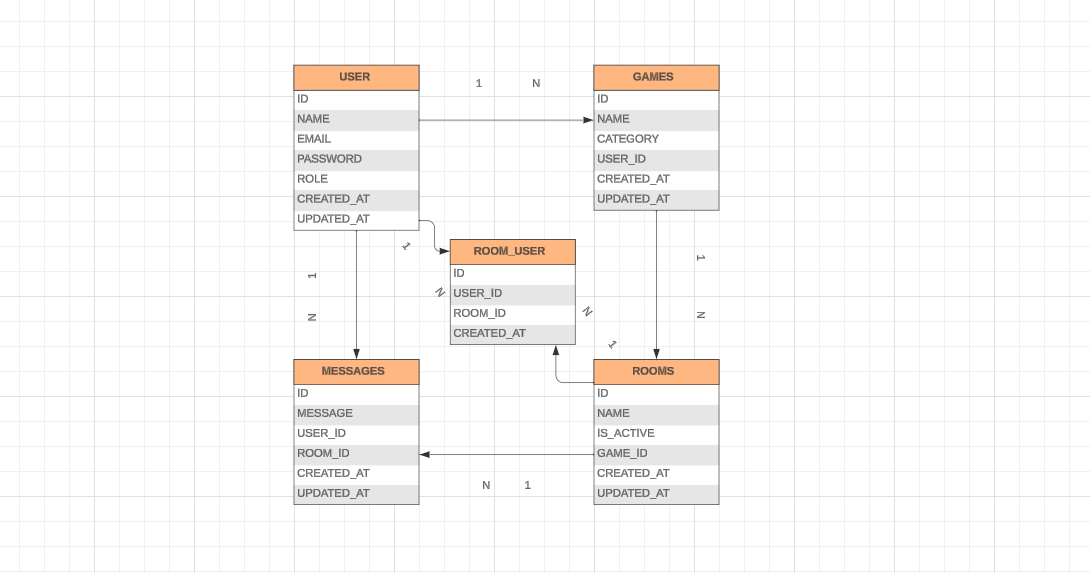 USER
ID
NAME
EMAIL
PASSWORD
ROLE
CREATED_AT
UPDATED_AT
1 N
GAMES
ID
NAME
CATEGORY
USER_ID
CREATED_AT
UPDATED_AT
1
N
ROOM_USER
ID
USER_ID
ROOM_ID
CREATED_AT
N
1
1
N
1
N
MESSAGES
ID
MESSAGE
USER_ID
ROOM_ID
CREATED_AT
UPDATED_AT
N 1
ROOMS
ID
NAME
IS_ACTIVE
GAME_ID
CREATED_AT
UPDATED_AT